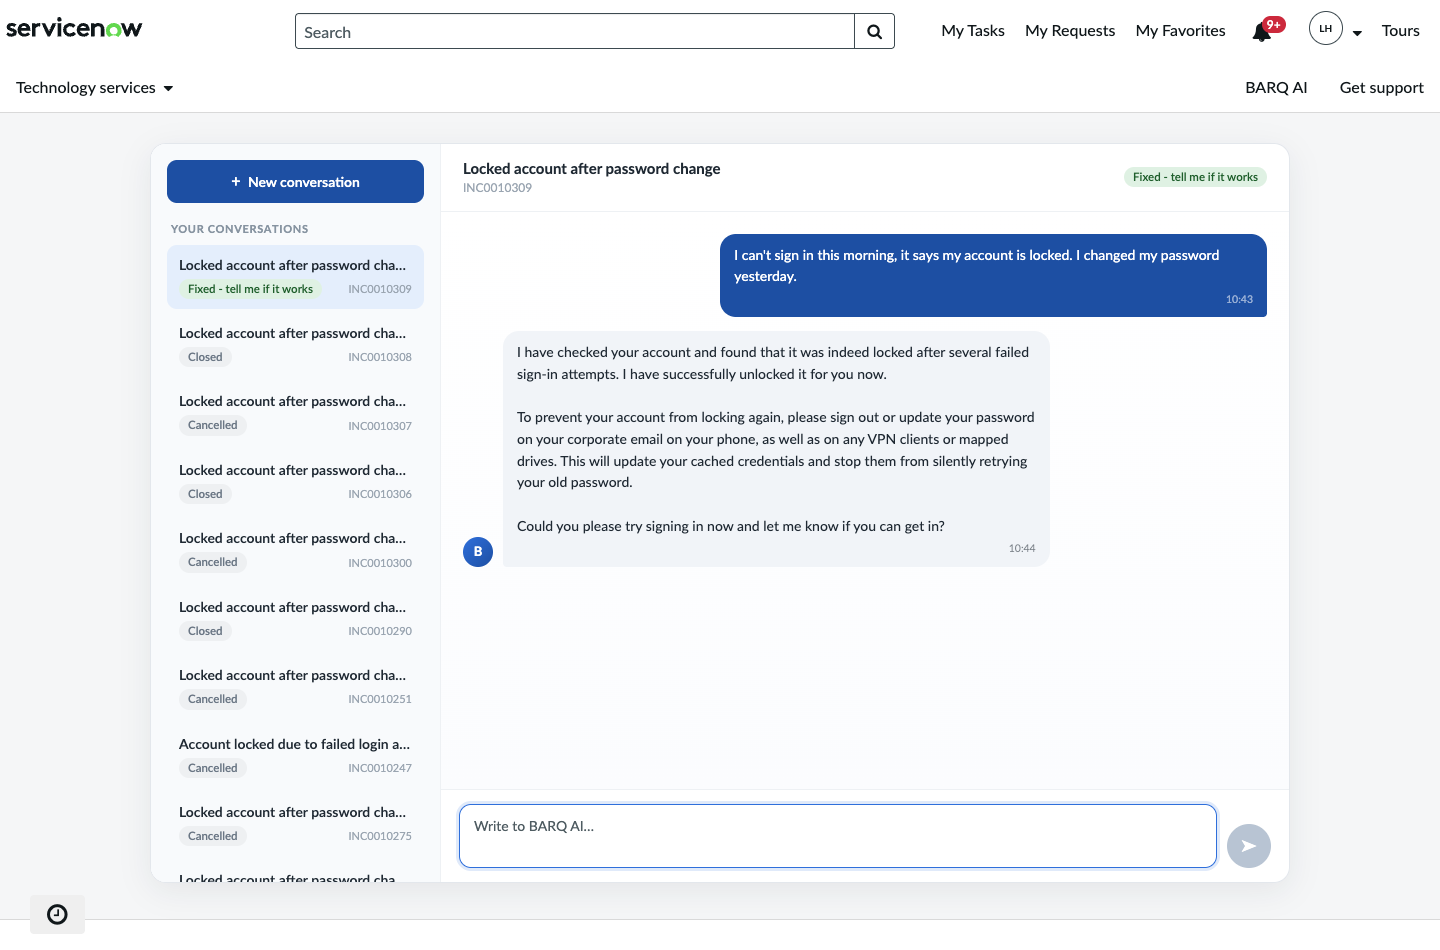 servicenow
Search
My Tasks
My Requests
My Favorites
9+
LH
Tours
Technology services
BARQ AI
Get support
+ New conversation
YOUR CONVERSATIONS
Locked account after password cha...
Fixed - tell me if it works
INC0010309
Locked account after password cha...
Closed
INC0010308
Locked account after password cha...
Cancelled
INC0010307
Locked account after password cha...
Closed
INC0010306
Locked account after password cha...
Cancelled
INC0010300
Locked account after password cha...
Closed
INC0010290
Locked account after password cha...
Cancelled
INC0010251
Account locked due to failed login a...
Cancelled
INC0010247
Locked account after password cha...
Cancelled
INC0010275
Locked account after password cha...
Locked account after password change
INC0010309
Fixed - tell me if it works
I can't sign in this morning, it says my account is locked. I changed my password
yesterday.
10:43
I have checked your account and found that it was indeed locked after several failed
sign-in attempts. I have successfully unlocked it for you now.
To prevent your account from locking again, please sign out or update your password
on your corporate email on your phone, as well as on any VPN clients or mapped
drives. This will update your cached credentials and stop them from silently retrying
your old password.
Could you please try signing in now and let me know if you can get in?
10:44
B
Write to BARQ AI...